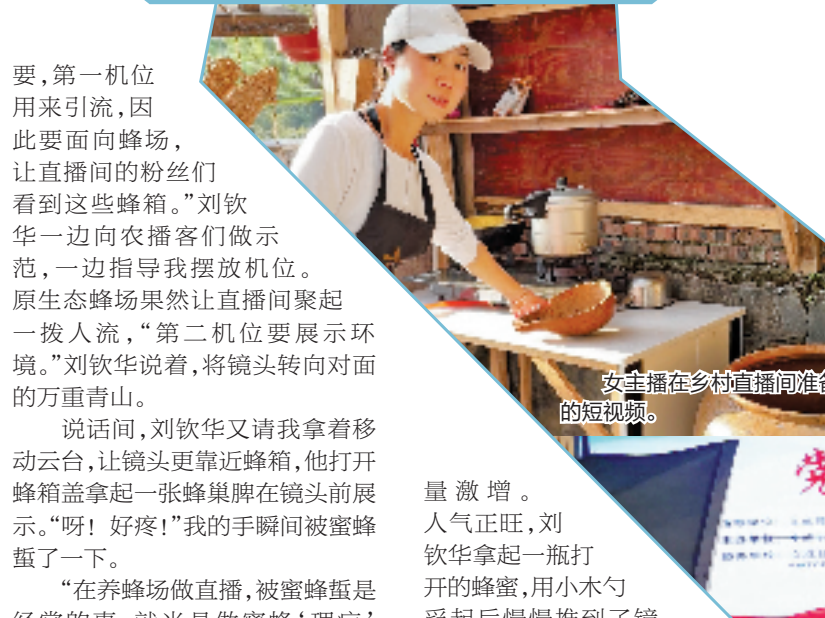 要,第一机位
用来引流,因
此要面向蜂场,
让直播间的粉丝们
看到这些蜂箱。”刘钦
华一边向农播客们做示
范,一边指导我摆放机位。
原生态蜂场果然让直播间聚起
一拨人流,“第二机位要展示环
境。”刘钦华说着,将镜头转向对面
的万重青山。
说话间,刘钦华又请我拿着移
动云台,让镜头更靠近蜂箱,他打开
蜂箱盖拿起一张蜂巢脾在镜头前展
示。“呀! 好疼!”我的手瞬间被蜜蜂
蜇了一下。
“在养蜂场做直播,被蜜蜂蜇是
女主播在乡村直播间准备
的短视频。
量激增。
人气正旺,刘
钦华拿起一瓶打
开的蜂蜜,用小木勺